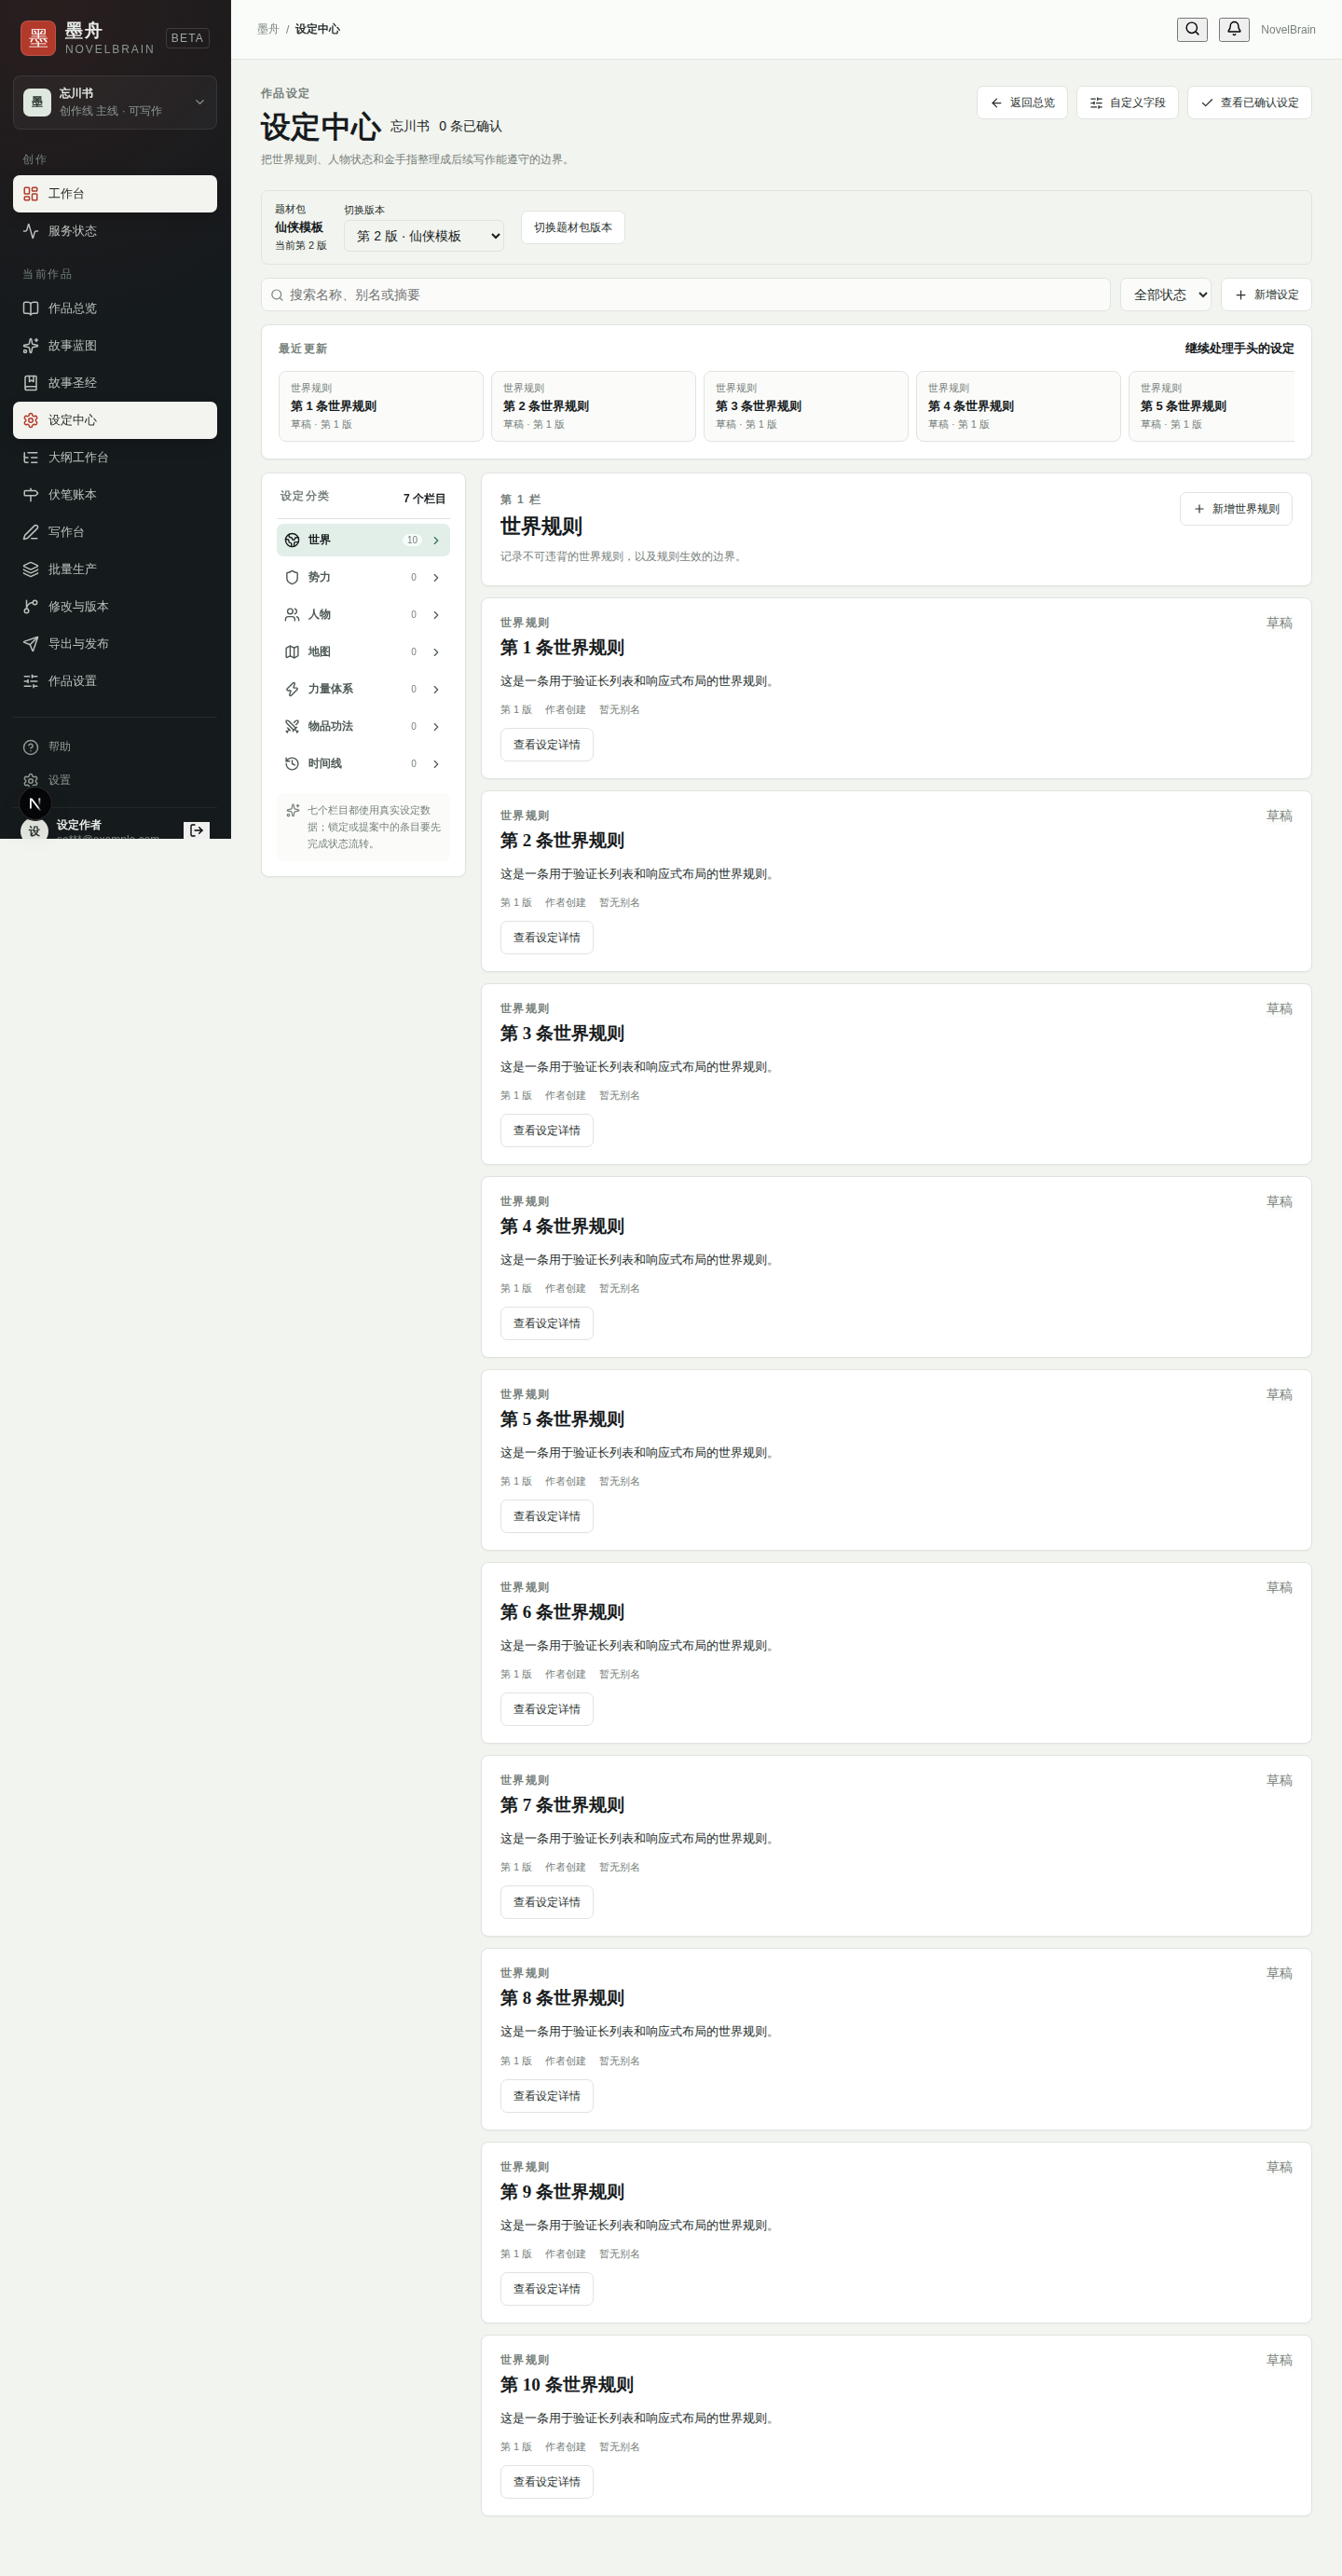 墨
墨舟
NOVELBRAIN
BETA
墨
忘川书
创作线 主线 · 可写作
创作
工作台
服务状态
当前作品
作品总览
故事蓝图
故事圣经
设定中心
大纲工作台
伏笔账本
写作台
批量生产
修改与版本
导出与发布
作品设置
帮助
设置
N
设
设定作者
墨舟 / 设定中心
NovelBrain
作品设定
设定中心 忘川书 0 条已确认
把世界规则、人物状态和金手指整理成后续写作能遵守的边界。
返回总览
自定义字段
查看已确认设定
题材包
仙侠模板
当前第 2 版
切换版本
第 2 版 · 仙侠模板
切换题材包版本
搜索名称、别名或摘要
全部状态
新增设定
最近更新
继续处理手头的设定
世界规则
第 1 条世界规则
草稿 · 第 1 版
世界规则
第 2 条世界规则
草稿 · 第 1 版
世界规则
第 3 条世界规则
草稿 · 第 1 版
世界规则
第 4 条世界规则
草稿 · 第 1 版
世界规则
第 5 条世界规则
草稿 · 第 1 版
设定分类
7 个栏目
世界 10
势力 0
人物 0
地图 0
力量体系 0
物品功法 0
时间线 0
七个栏目都使用真实设定数
据；锁定或提案中的条目要先
完成状态流转。
第 1 栏
世界规则
记录不可违背的世界规则，以及规则生效的边界。
新增世界规则
世界规则
草稿
第 1 条世界规则
这是一条用于验证长列表和响应式布局的世界规则。
第 1 版 作者创建 暂无别名
查看设定详情
世界规则
草稿
第 2 条世界规则
这是一条用于验证长列表和响应式布局的世界规则。
第 1 版 作者创建 暂无别名
查看设定详情
世界规则
草稿
第 3 条世界规则
这是一条用于验证长列表和响应式布局的世界规则。
第 1 版 作者创建 暂无别名
查看设定详情
世界规则
草稿
第 4 条世界规则
这是一条用于验证长列表和响应式布局的世界规则。
第 1 版 作者创建 暂无别名
查看设定详情
世界规则
草稿
第 5 条世界规则
这是一条用于验证长列表和响应式布局的世界规则。
第 1 版 作者创建 暂无别名
查看设定详情
世界规则
草稿
第 6 条世界规则
这是一条用于验证长列表和响应式布局的世界规则。
第 1 版 作者创建 暂无别名
查看设定详情
世界规则
草稿
第 7 条世界规则
这是一条用于验证长列表和响应式布局的世界规则。
第 1 版 作者创建 暂无别名
查看设定详情
世界规则
草稿
第 8 条世界规则
这是一条用于验证长列表和响应式布局的世界规则。
第 1 版 作者创建 暂无别名
查看设定详情
世界规则
草稿
第 9 条世界规则
这是一条用于验证长列表和响应式布局的世界规则。
第 1 版 作者创建 暂无别名
查看设定详情
世界规则
草稿
第 10 条世界规则
这是一条用于验证长列表和响应式布局的世界规则。
第 1 版 作者创建 暂无别名
查看设定详情